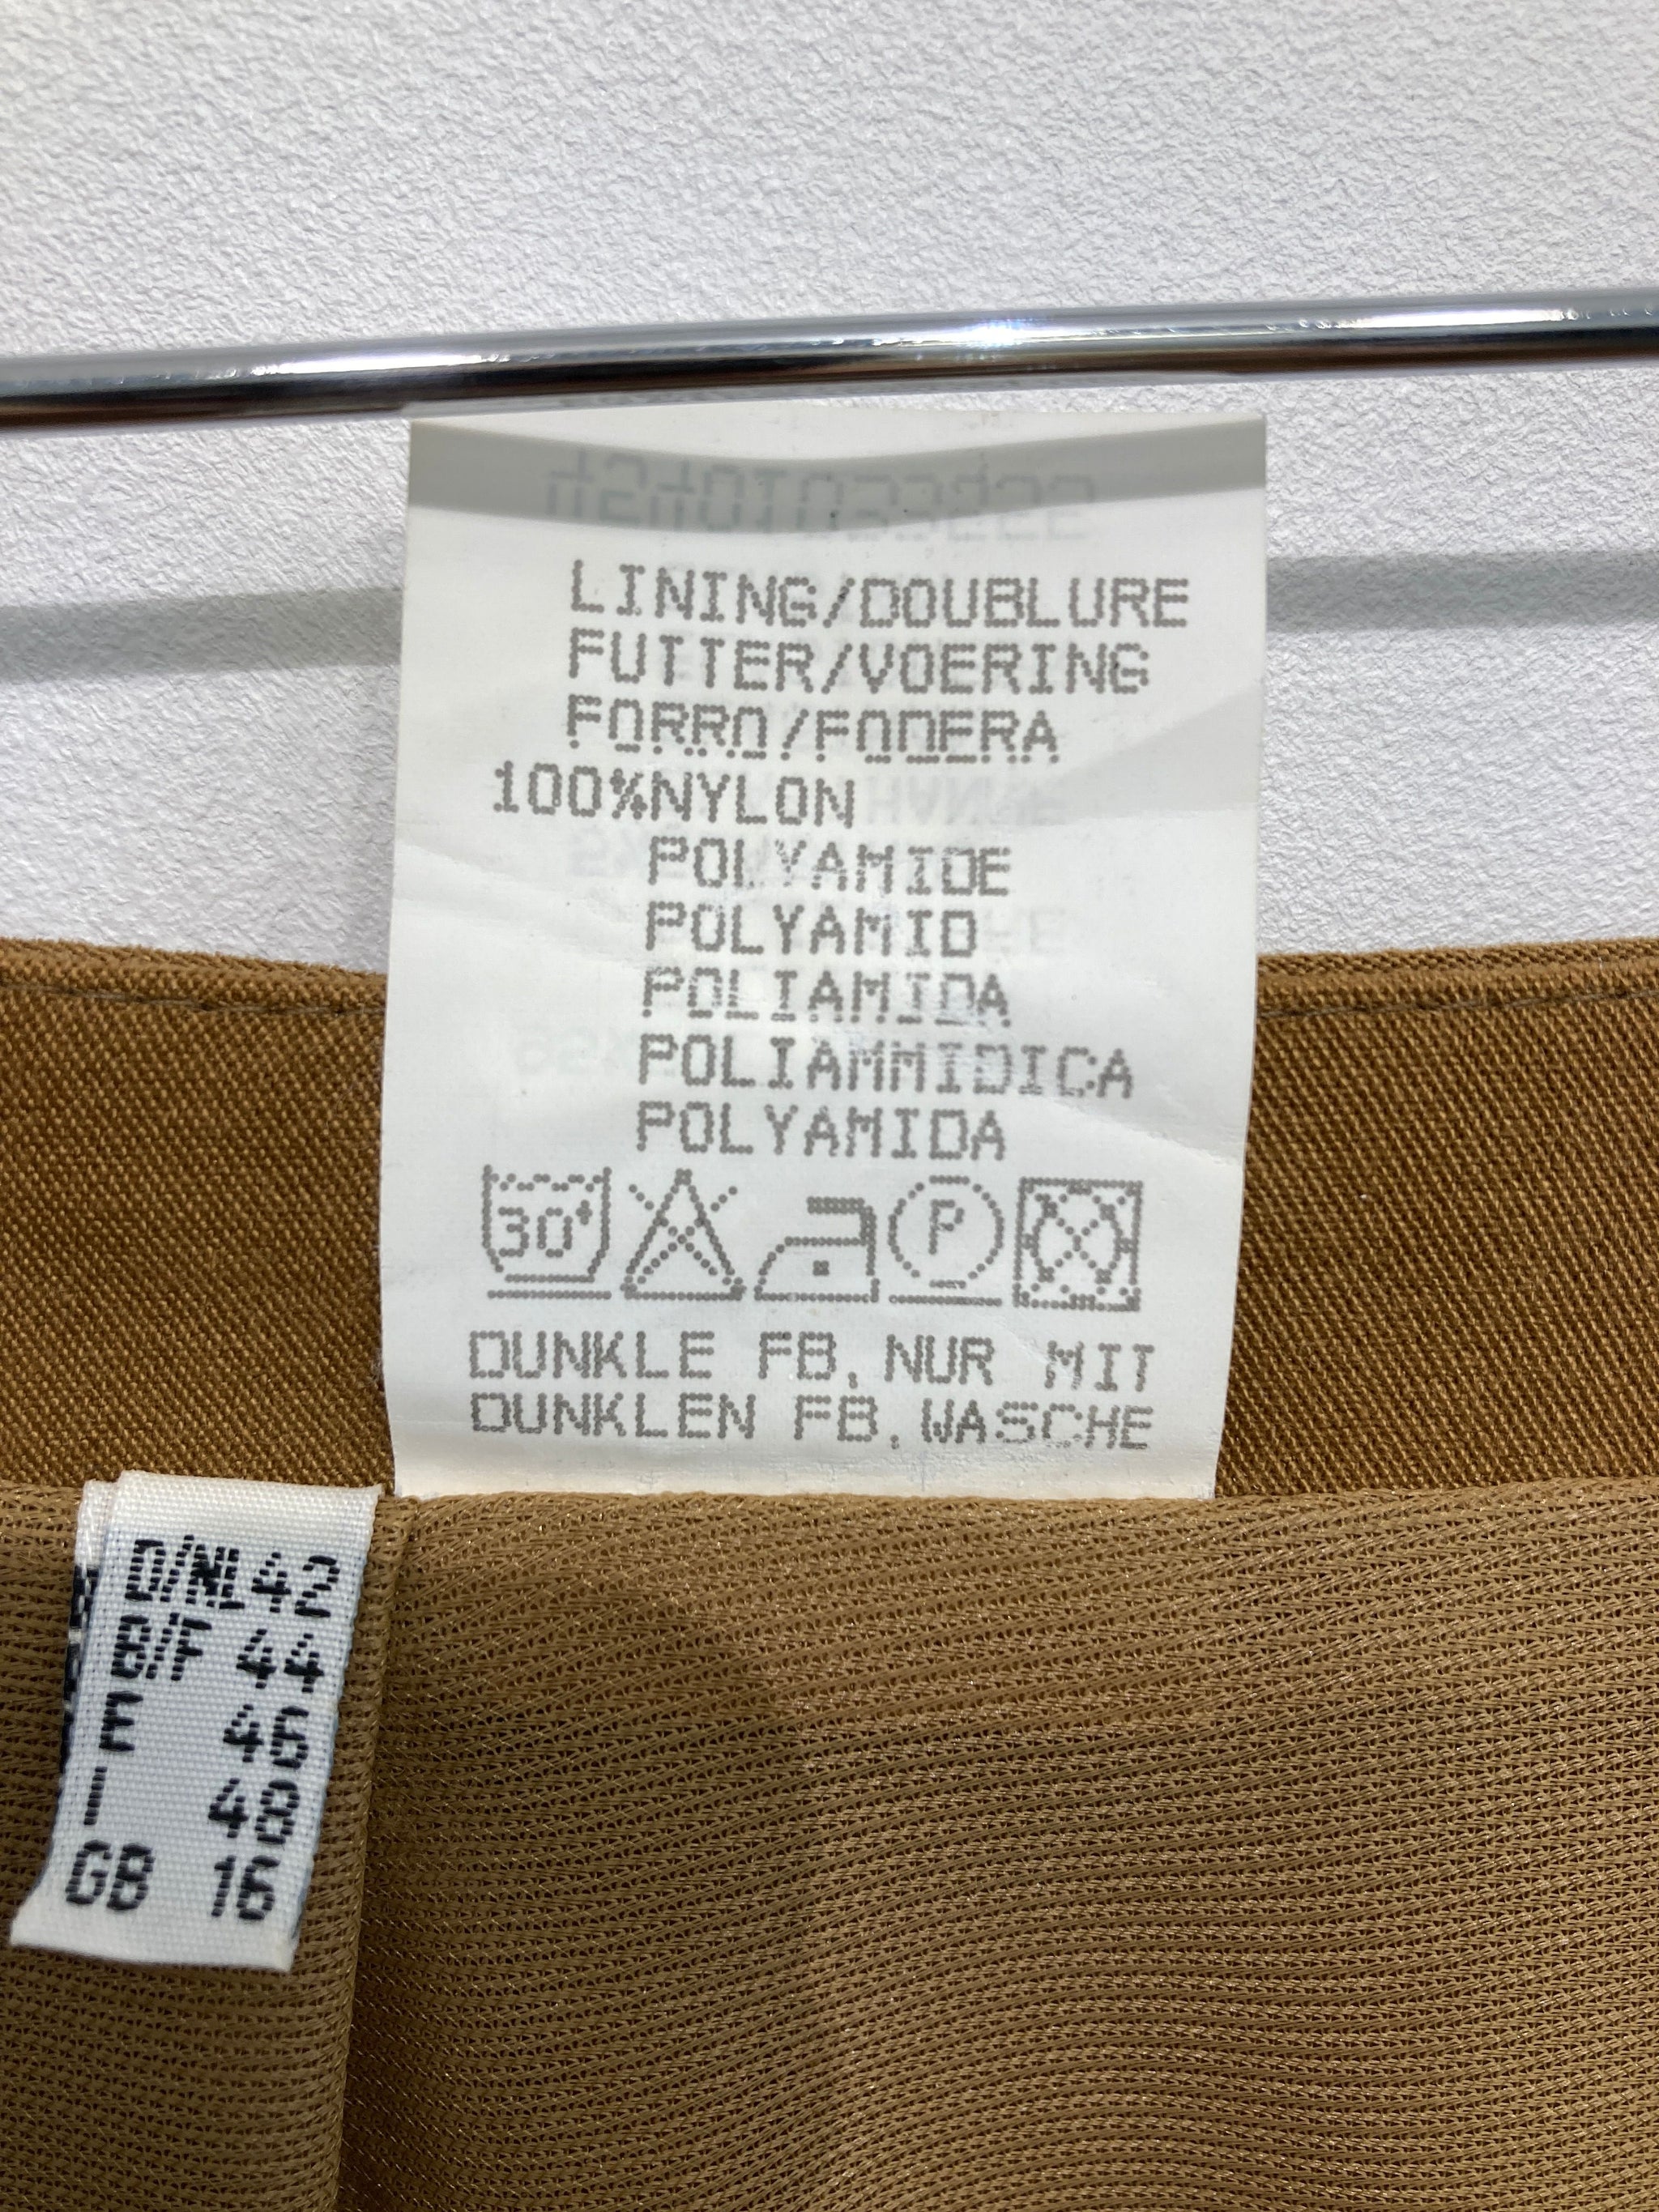 LINING/DOUBLURE
FUTTER/VOERING
FORRO/FODERA
100%NYLON
POLYAMIDE
POLYAMID
POLIAMIDA
POLIAMMIDICA
POLYAMIDA
30°
P
DUNKLE FB.NUR MIT
DUNKLEN FB.WASCHE
D/NL 42
B/F 44
E 46
I 48
GB 16